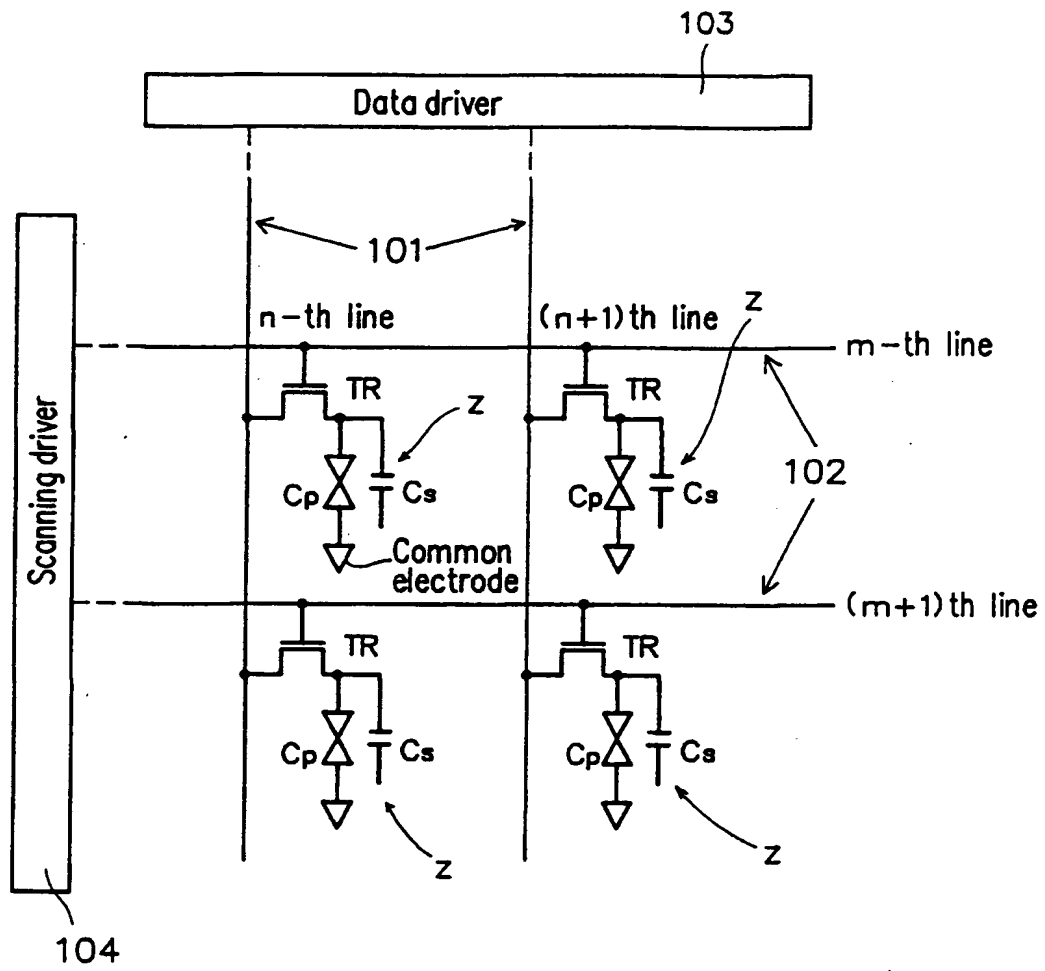 103
Data driver
101
n-th line
(n+1)th line
Z
m-th line
TR
Z
TR
102
Cp
Cs
Cp
Cs
Scanning driver
Common
electrode
(m+1)th line
TR
TR
Cp
Cs
Cp
Cs
Z
Z
104